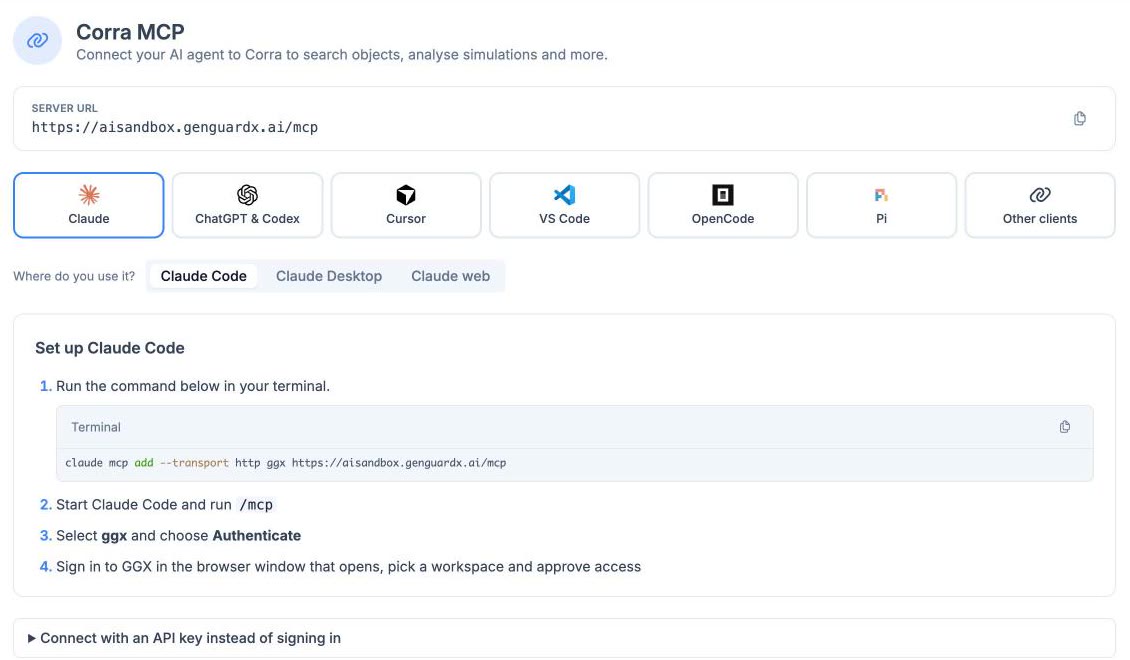 Corra MCP
Connect your AI agent to Corra to search objects, analyse simulations and more.
SERVER URL
https://aisandbox.genguardx.ai/mcp
Claude
ChatGPT & Codex
Cursor
VS Code
OpenCode
Pi
Other clients
Where do you use it?
Claude Code
Claude Desktop
Claude web
Set up Claude Code
1. Run the command below in your terminal.
Terminal
claude mcp add --transport http ggx https://aisandbox.genguardx.ai/mcp
2. Start Claude Code and run /mcp
3. Select ggx and choose Authenticate
4. Sign in to GGX in the browser window that opens, pick a workspace and approve access
Connect with an API key instead of signing in